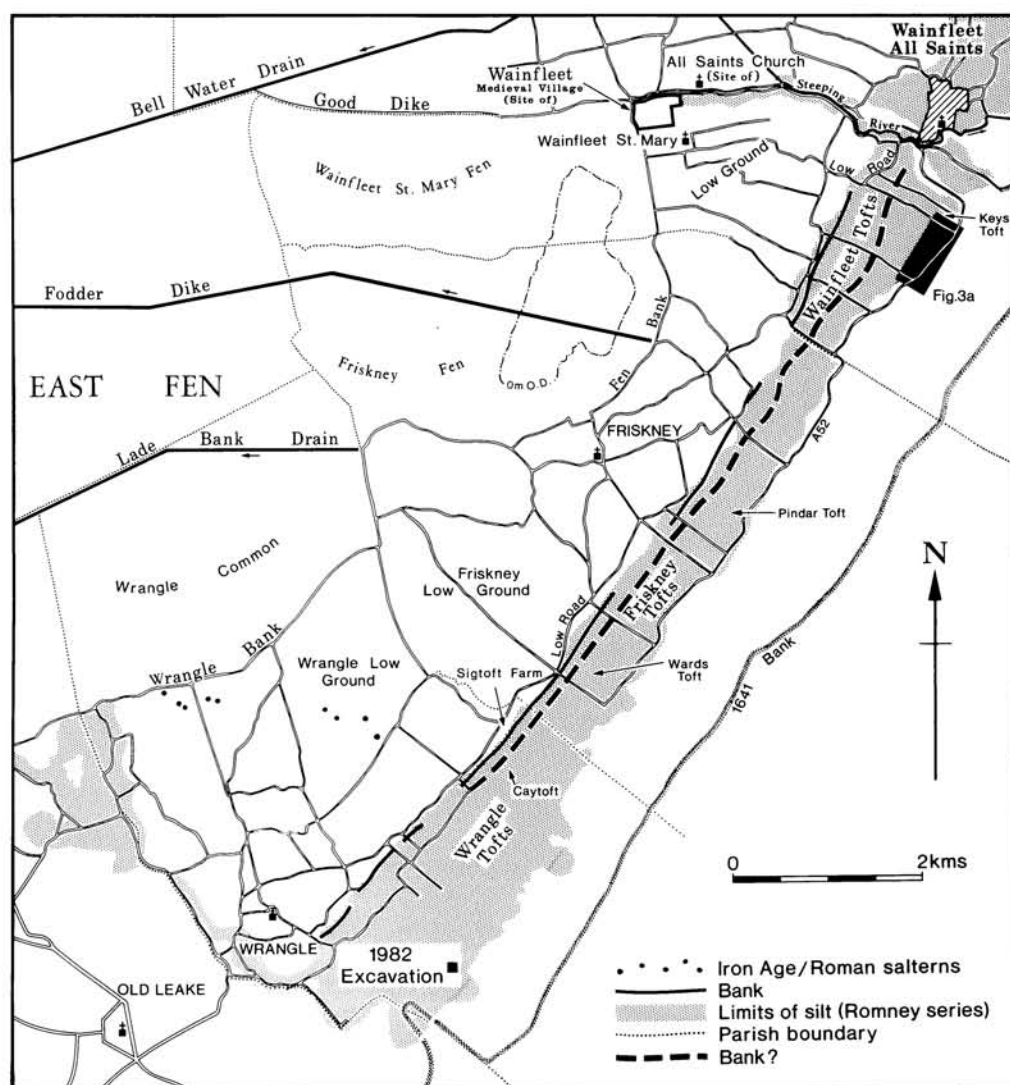 Wainfleet
All Saints
All Saints Church
(Site of)
Wainfleet
Medieval Village
(Site of)
Steeping
River
Bell Water Drain
Good Dike
Wainfleet St. Mary
Wainfleet St. Mary Fen
Low Ground
Low Road
Wainfleet Tofts
Keys
Toft
Fig.3a
Fodder Dike
Fen Bank
Friskney Fen
0m O.D.
EAST FEN
Lade Bank Drain
FRISKNEY
A52
Pindar Toft
N
Wrangle Common
Friskney
Low Ground
Low Road
Friskney
Tofts
Wards
Toft
Bank
1641
Wrangle Bank
Wrangle Low
Ground
Sigtoft Farm
Caytoft
Wrangle
Tofts
0 2kms
WRANGLE
1982
Excavation
OLD LEAKE
Iron Age/Roman salterns
Bank
Limits of silt (Romney series)
Parish boundary
Bank?